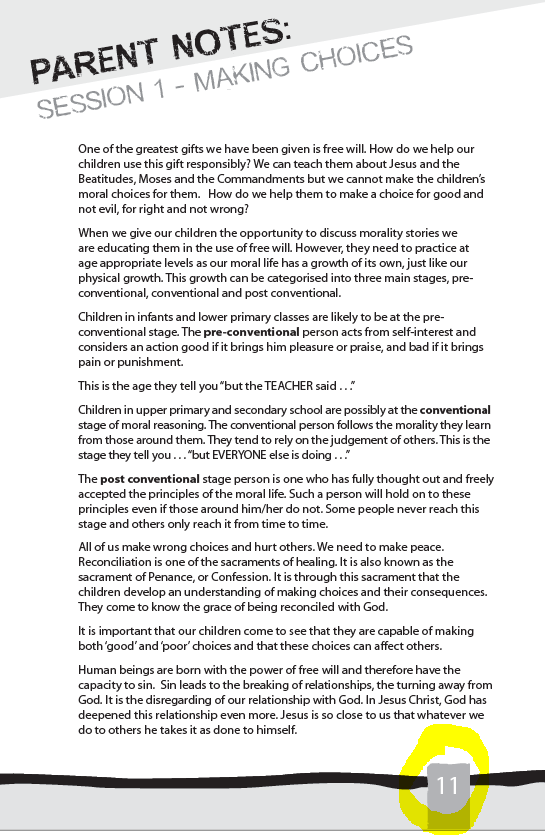 PARENT NOTES:
SESSION 1 - MAKING CHOICES
One of the greatest gifts we have been given is free will. How do we help our
children use this gift responsibly? We can teach them about Jesus and the
Beatitudes, Moses and the Commandments but we cannot make the children's
moral choices for them.   How do we help them to make a choice for good and
not evil, for right and not wrong?
When we give our children the opportunity to discuss morality stories we
are educating them in the use of free will. However, they need to practice at
age appropriate levels as our moral life has a growth of its own, just like our
physical growth. This growth can be categorised into three main stages, pre-
conventional, conventional and post conventional.
Children in infants and lower primary classes are likely to be at the pre-
conventional stage. The pre-conventional person acts from self-interest and
considers an action good if it brings him pleasure or praise, and bad if it brings
pain or punishment.
This is the age they tell you "but the TEACHER said . . ."
Children in upper primary and secondary school are possibly at the conventional
stage of moral reasoning. The conventional person follows the morality they learn
from those around them. They tend to rely on the judgement of others. This is the
stage they tell you . . . "but EVERYONE else is doing . . ."
The post conventional stage person is one who has fully thought out and freely
accepted the principles of the moral life. Such a person will hold on to these
principles even if those around him/her do not. Some people never reach this
stage and others only reach it from time to time.
All of us make wrong choices and hurt others. We need to make peace.
Reconciliation is one of the sacraments of healing. It is also known as the
sacrament of Penance, or Confession. It is through this sacrament that the
children develop an understanding of making choices and their consequences.
They come to know the grace of being reconciled with God.
It is important that our children come to see that they are capable of making
both 'good' and 'poor' choices and that these choices can affect others.
Human beings are born with the power of free will and therefore have the
capacity to sin.  Sin leads to the breaking of relationships, the turning away from
God. It is the disregarding of our relationship with God. In Jesus Christ, God has
deepened this relationship even more. Jesus is so close to us that whatever we
do to others he takes it as done to himself.
11